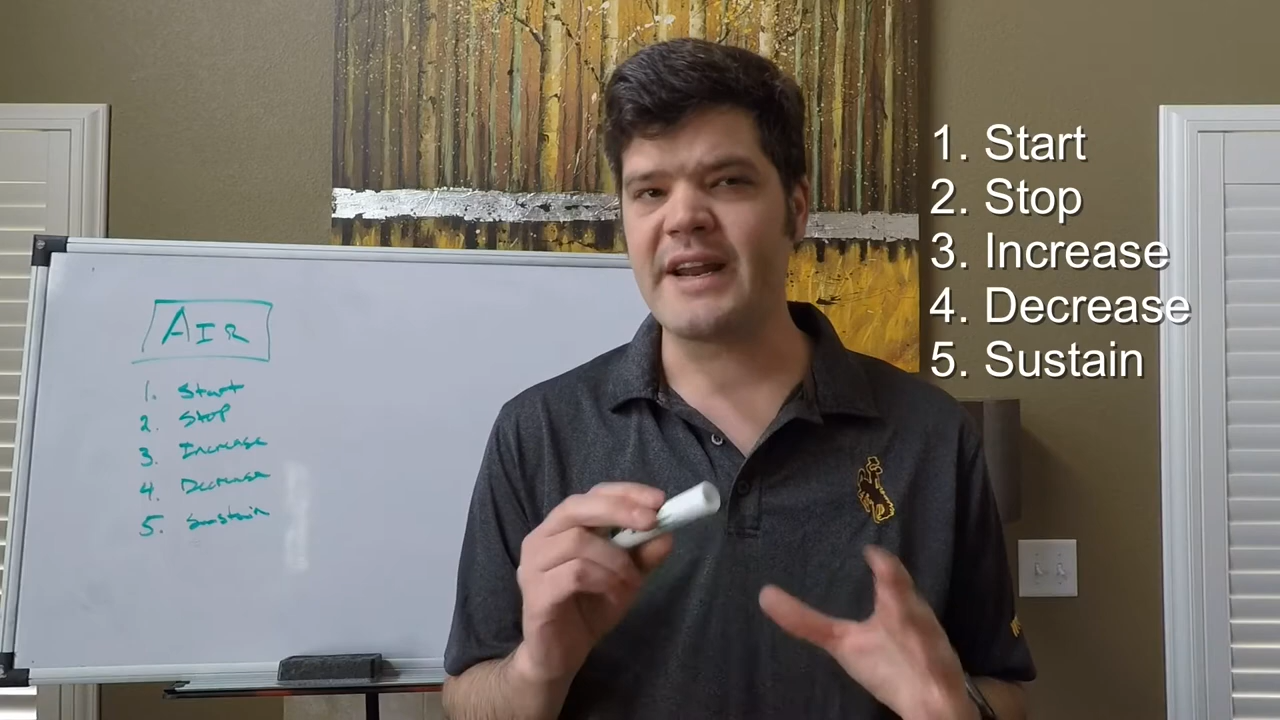 AIR
1. Start
2. Stop
3. Increase
4. Decrease
5. Sustain
1. Start
2. Stop
3. Increase
4. Decrease
5. Sustain